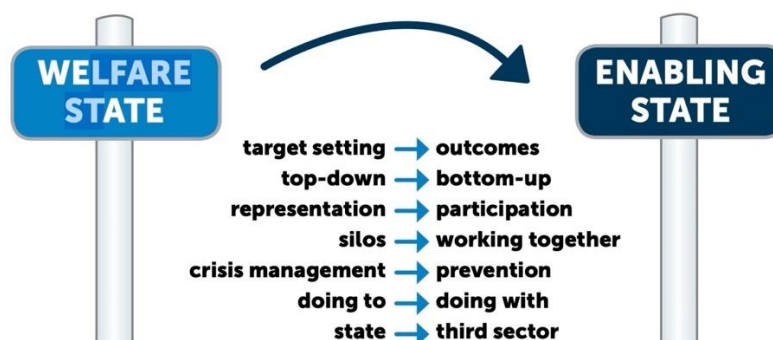 WELFARE
STATE
ENABLING
STATE
target setting → outcomes
top-down → bottom-up
representation → participation
silos → working together
crisis management → prevention
doing to → doing with
state → third sector